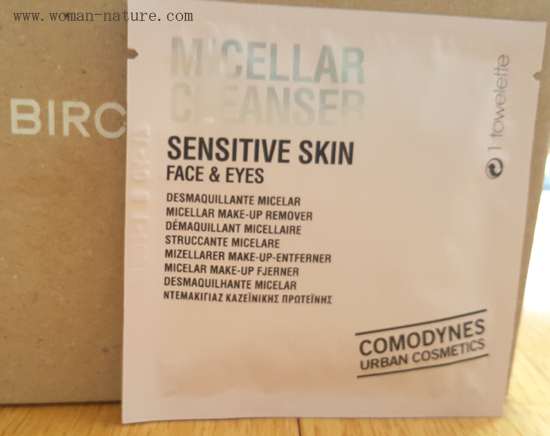 www.woman-nature.com
BIRC
MICELLAR
CLEANSER
SENSITIVE SKIN
FACE & EYES
1 towelette
DESMAQUILLANTE MICELAR
MICELLAR MAKE-UP REMOVER
DÉMAQUILLANT MICELLAIRE
STRUCCANTE MICELARE
MIZELLARER MAKE-UP-ENTFERNER
MICELAR MAKE-UP FJERNER
DESMAQUILHANTE MICELAR
ΝΤΕΜΑΚΙΓΙΑΖ ΚΑΖΕΪΝΙΚΗΣ ΠΡΩΤΕΪΝΗΣ
COMODYNES
URBAN COSMETICS